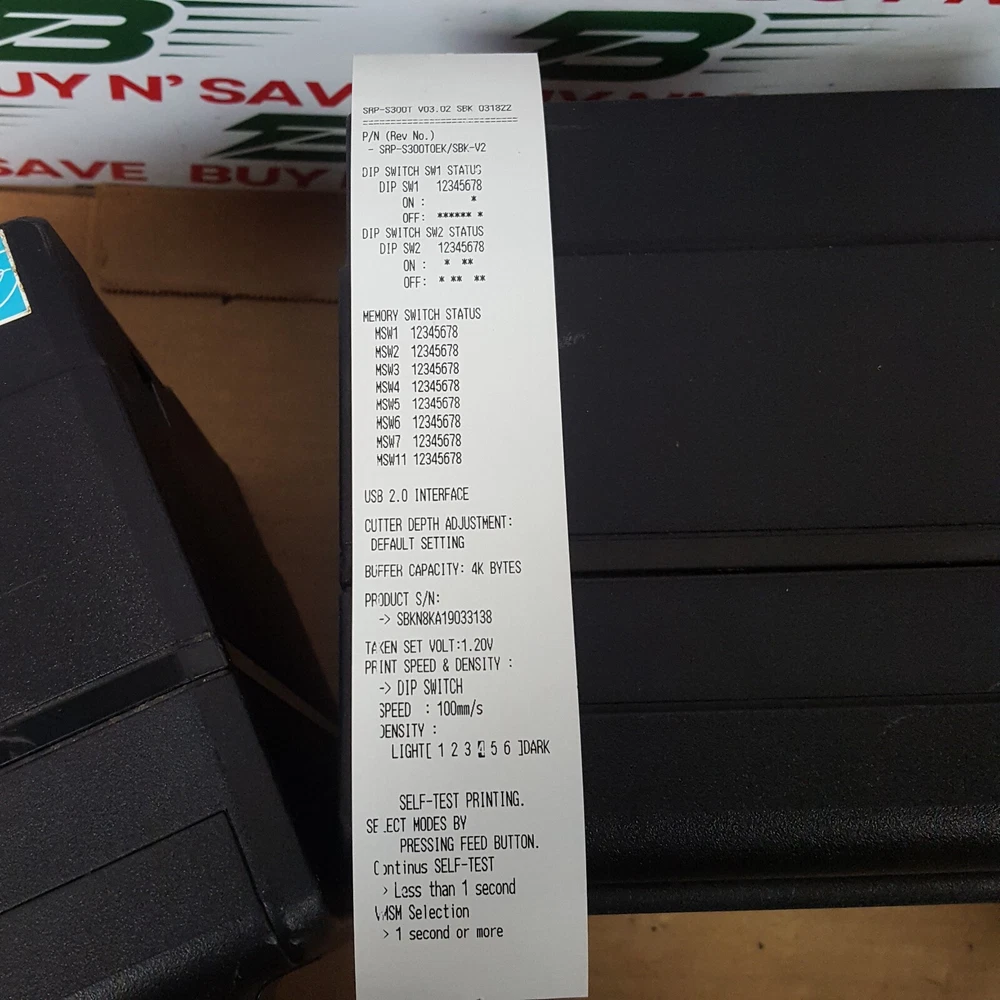 B
BUY N' SAVE
SAVE BUY
SRP-S300T V03.02 SBK 031822
==========================
P/N (Rev No.)
- SRP-S300TOEK/SBK-V2
DIP SWITCH SW1 STATUS
DIP SW1 12345678
ON : *
OFF: ****** *
DIP SWITCH SW2 STATUS
DIP SW2 12345678
ON : * **
OFF: * ** **
MEMORY SWITCH STATUS
MSW1 12345678
MSW2 12345678
MSW3 12345678
MSW4 12345678
MSW5 12345678
MSW6 12345678
MSW7 12345678
MSW11 12345678
USB 2.0 INTERFACE
CUTTER DEPTH ADJUSTMENT:
DEFAULT SETTING
BUFFER CAPACITY: 4K BYTES
PRODUCT S/N:
-> SBKN8KA19033138
TAKEN SET VOLT:1.20V
PRINT SPEED & DENSITY :
-> DIP SWITCH
SPEED : 100mm/s
DENSITY :
LIGHT[ 1 2 3 4 5 6 ]DARK
SELF-TEST PRINTING.
SELECT MODES BY
PRESSING FEED BUTTON.
Continus SELF-TEST
> Less than 1 second
VMSM Selection
> 1 second or more